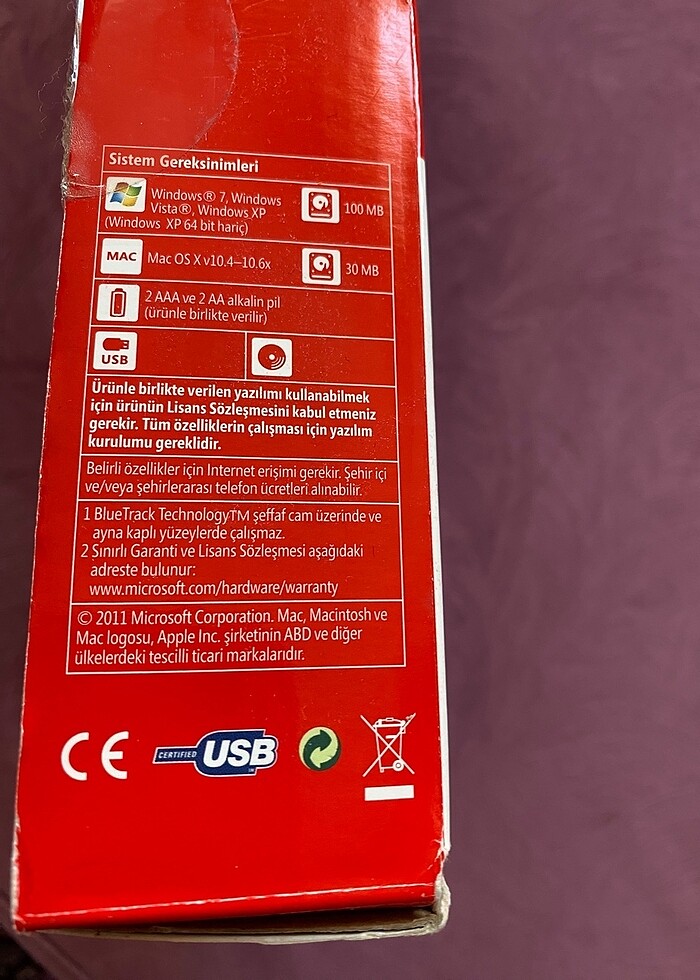 Sistem Gereksinimleri
Windows® 7, Windows
Vista®, Windows XP
(Windows XP 64 bit hariç)
100 MB
MAC
Mac OS X v10.4–10.6x
30 MB
2 AAA ve 2 AA alkalin pil
(ürünle birlikte verilir)
USB
Ürünle birlikte verilen yazılımı kullanabilmek
için ürünün Lisans Sözleşmesini kabul etmeniz
gerekir. Tüm özelliklerin çalışması için yazılım
kurulumu gereklidir.
Belirli özellikler için Internet erişimi gerekir. Şehir içi
ve/veya şehirlerarası telefon ücretleri alınabilir.
1 BlueTrack Technology™ şeffaf cam üzerinde ve
ayna kaplı yüzeylerde çalışmaz.
2 Sınırlı Garanti ve Lisans Sözleşmesi aşağıdaki
adreste bulunur:
www.microsoft.com/hardware/warranty
© 2011 Microsoft Corporation. Mac, Macintosh ve
Mac logosu, Apple Inc. şirketinin ABD ve diğer
ülkelerdeki tescilli ticari markalarıdır.
CE
CERTIFIED USB™